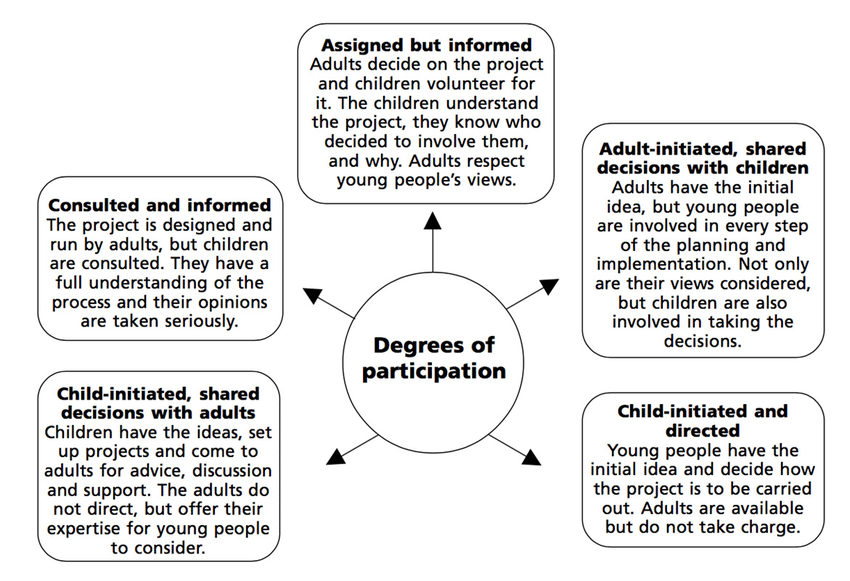 Assigned but informed
Adults decide on the project
and children volunteer for
it. The children understand
the project, they know who
decided to involve them,
and why. Adults respect
young people’s views.
Adult-initiated, shared
decisions with children
Adults have the initial
idea, but young people
are involved in every step
of the planning and
implementation. Not only
are their views considered,
but children are also
involved in taking the
decisions.
Consulted and informed
The project is designed and
run by adults, but children
are consulted. They have a
full understanding of the
process and their opinions
are taken seriously.
Degrees of
participation
Child-initiated, shared
decisions with adults
Children have the ideas, set
up projects and come to
adults for advice, discussion
and support. The adults do
not direct, but offer their
expertise for young people
to consider.
Child-initiated and
directed
Young people have the
initial idea and decide how
the project is to be carried
out. Adults are available
but do not take charge.